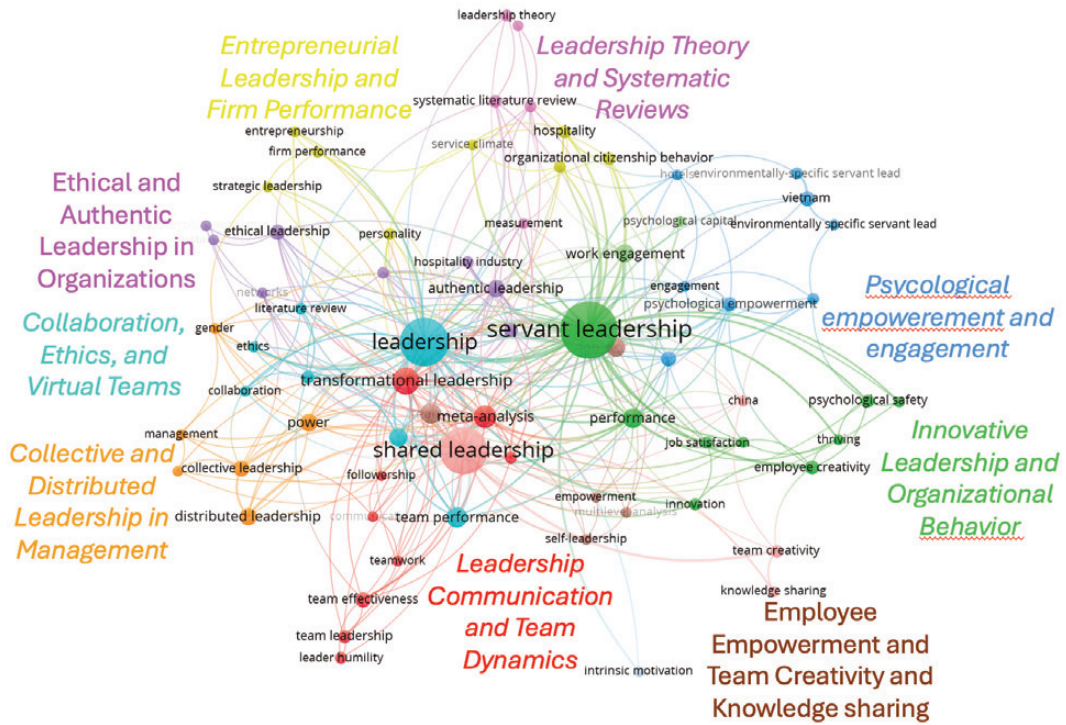 leadership theory
Entrepreneurial
Leadership and
Firm Performance
Leadership Theory
and Systematic
Reviews
systematic literature review
entrepreneurship
hospitality
firm performance
service climate
organizational citizenship behavior
hotels
environmentally-specific servant lead
strategic leadership
vietnam
Ethical and
Authentic
Leadership in
Organizations
ethical leadership
personality
measurement
psychological capital
environmentally specific servant lead
work engagement
hospitality industry
authentic leadership
engagement
psychological empowerment
networks
literature review
Psycological
empowerement and
engagement
Collaboration,
Ethics, and
Virtual Teams
gender
ethics
leadership
servant leadership
transformational leadership
collaboration
china
psychological safety
power
meta-analysis
performance
management
job satisfaction
thriving
Collective and
Distributed
Leadership in
Management
collective leadership
shared leadership
employee creativity
Innovative
Leadership and
Organizational
Behavior
followership
empowerment
innovation
multilevel analysis
distributed leadership
team performance
self-leadership
team creativity
teamwork
Leadership
Communication
and Team
Dynamics
knowledge sharing
team effectiveness
team leadership
leader humility
intrinsic motivation
Employee
Empowerment and
Team Creativity and
Knowledge sharing